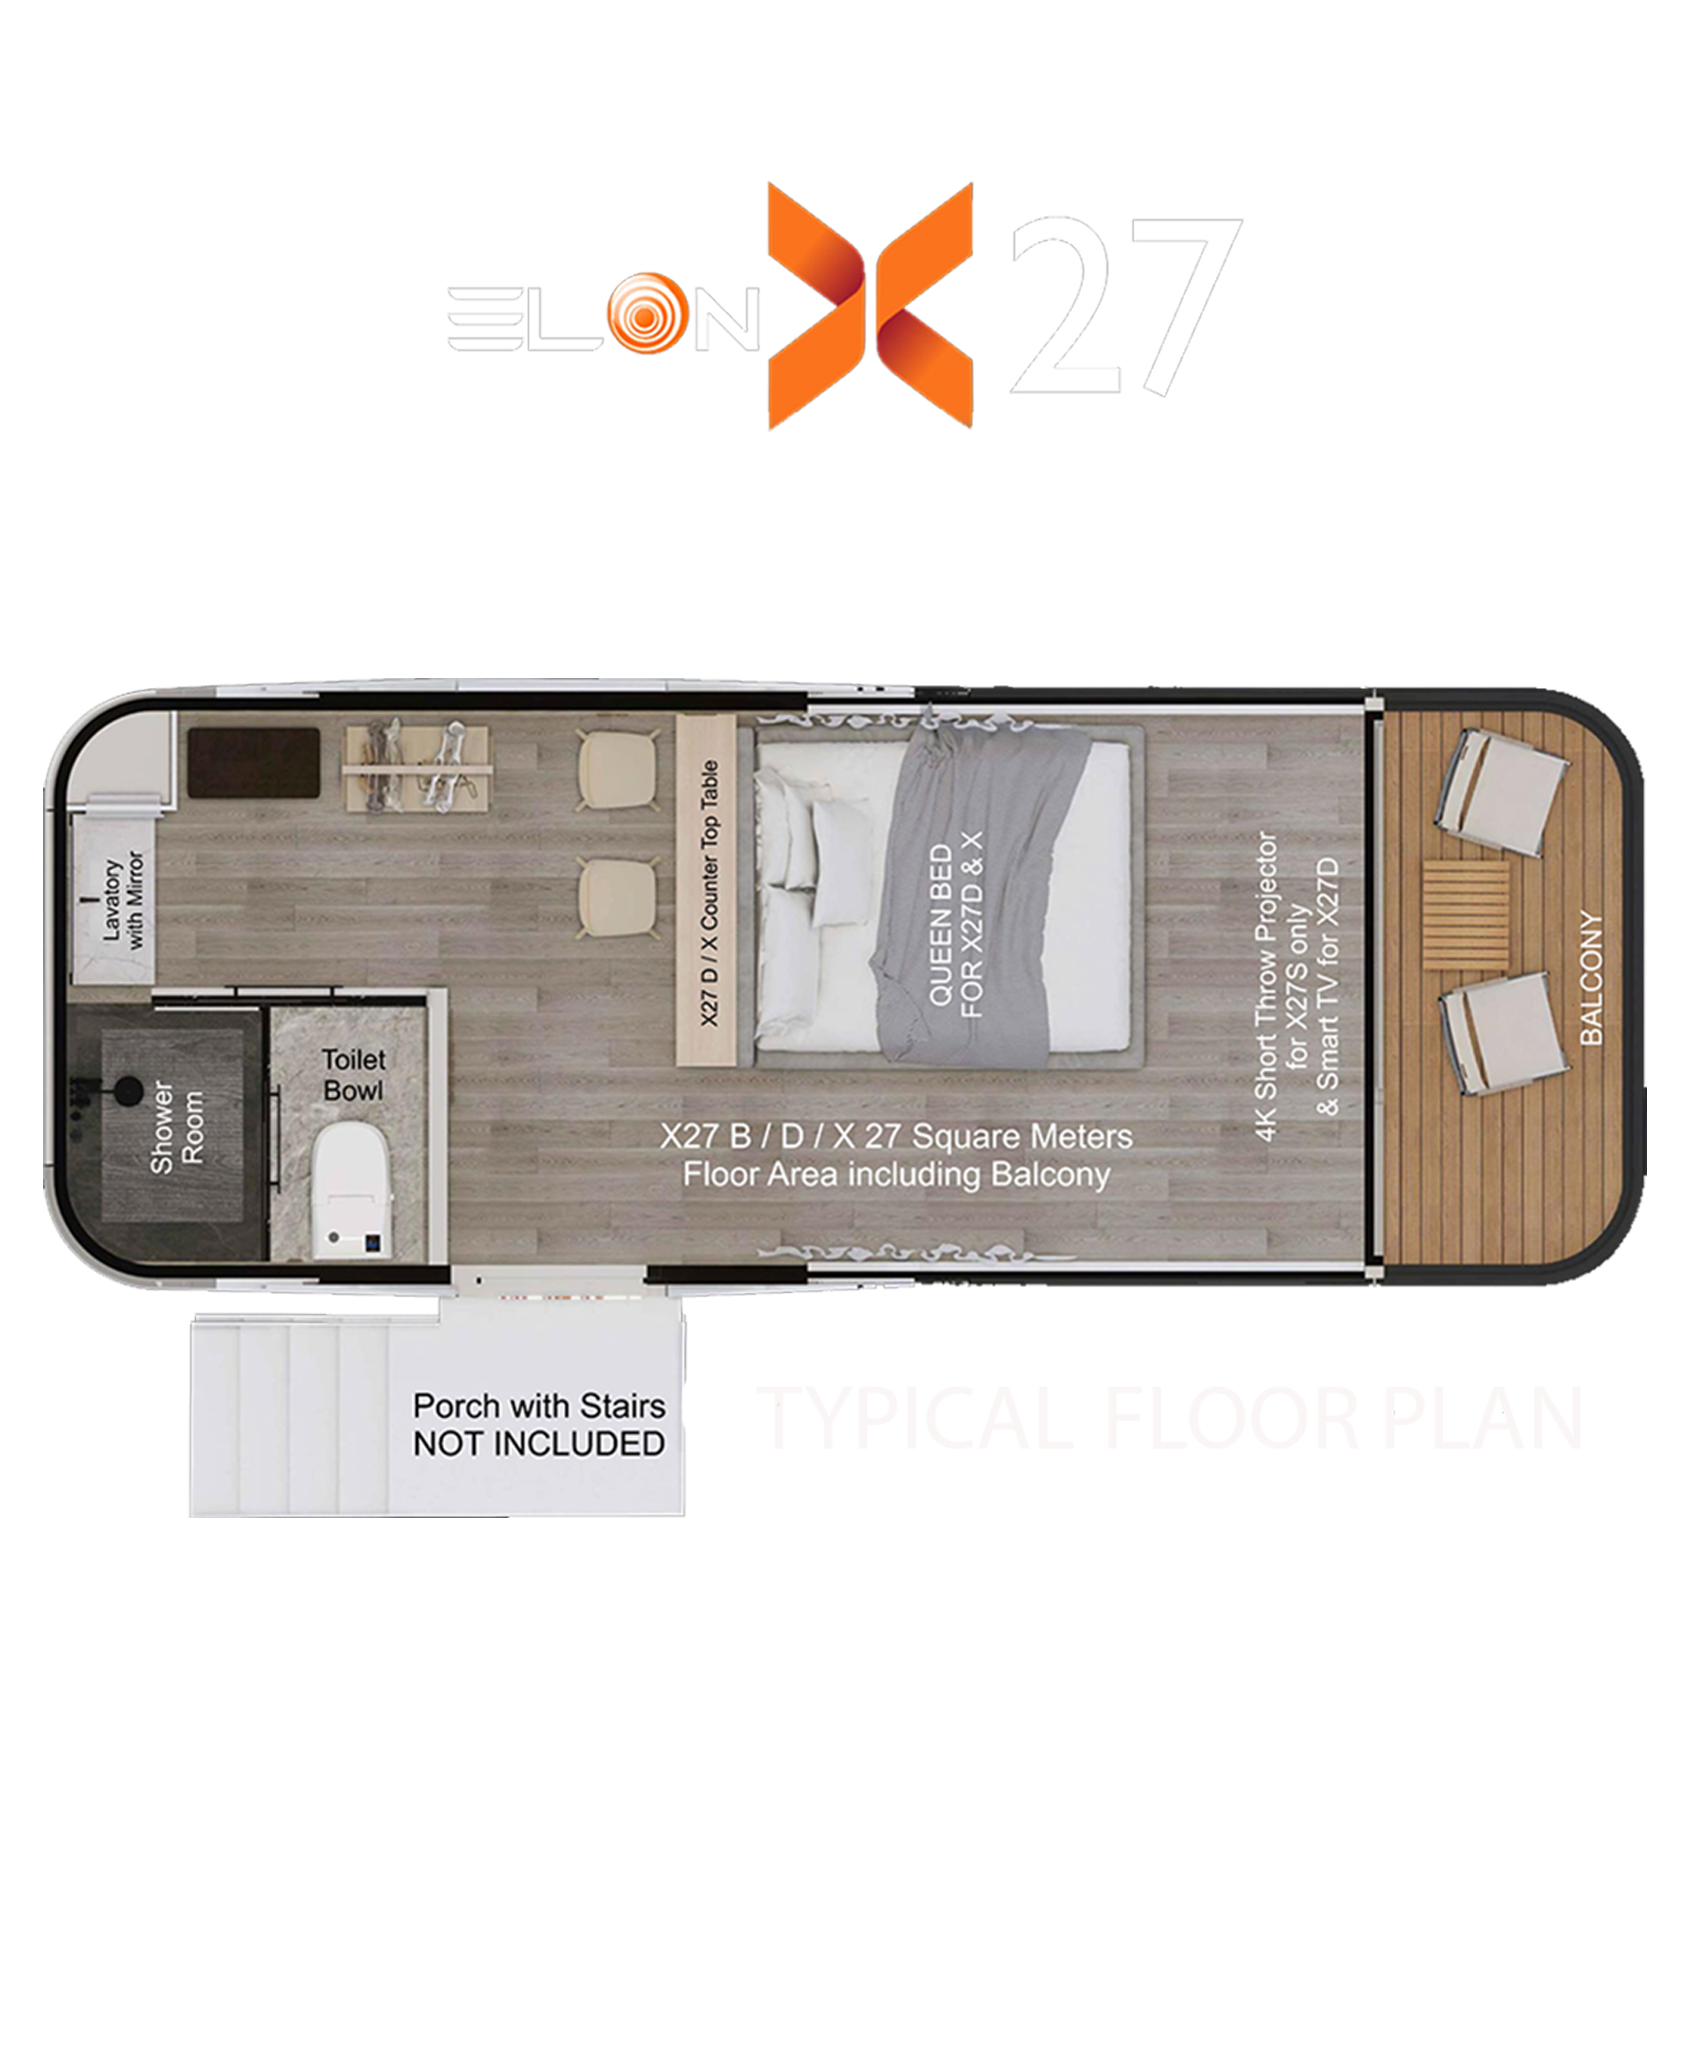 ELON X 27
Lavatory
with Mirror
X27 D / X Counter Top Table
QUEEN BED
FOR X27D & X
4K Short Throw Projector
for X27S only
& Smart TV for X27D
BALCONY
Shower
Room
Toilet
Bowl
X27 B / D / X 27 Square Meters
Floor Area including Balcony
Porch with Stairs
NOT INCLUDED
TYPICAL FLOOR PLAN